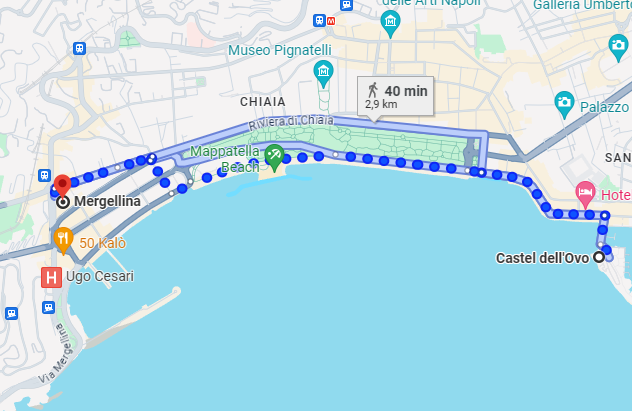 delle Arti Napoli
Galleria Umberto
Museo Pignatelli
M
40 min
2,9 km
CHIAIA
Palazzo
Riviera di Chiaia
Mappatella
Beach
SAN
Mergellina
Hote
50 Kalò
Castel dell'Ovo
H
Ugo Cesari
Via Mergellina